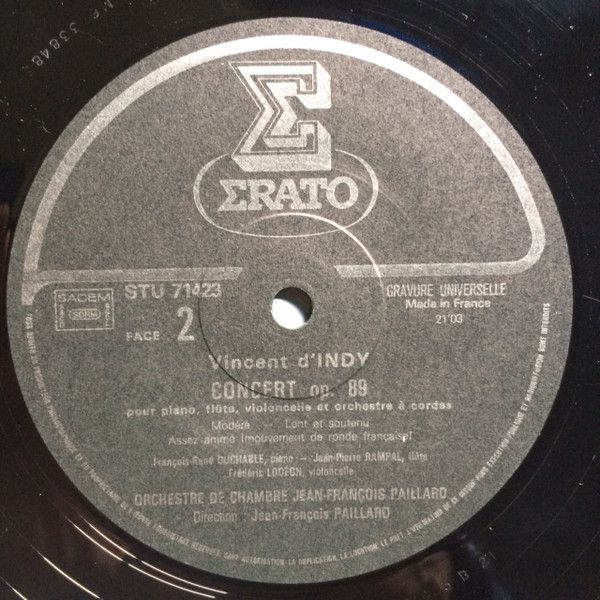 Σ
ΣRATO
SACEM
SDRM
STU 71423
FACE 2
GRAVURE UNIVERSELLE
Made in France
21'03
Vincent d'INDY
CONCERT op. 89
pour piano, flûte, violoncelle et orchestre à cordes
Modéré - Lent et soutenu
Assez animé (mouvement de ronde française)
François-René DUCHABLE, piano - Jean-Pierre RAMPAL, flûte
Frédéric LODEON, violoncelle
ORCHESTRE DE CHAMBRE JEAN-FRANÇOIS PAILLARD
Direction : Jean-François PAILLARD
33848